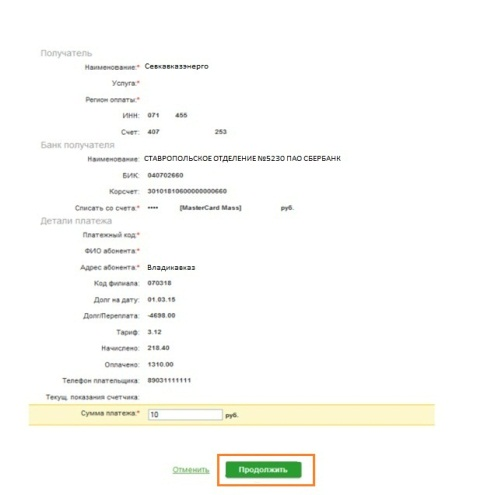 Получатель
Наименование:* Севкавказэнерго
Услуга:*
Регион оплаты:*
ИНН: 071 455
Счет: 407 253
Банк получателя
Наименование: СТАВРОПОЛЬСКОЕ ОТДЕЛЕНИЕ №5230 ПАО СБЕРБАНК
БИК: 040702660
Корсчет: 30101810600000000660
Списать со счета:* •••• [MasterCard Mass] руб.
Детали платежа
Платежный код:*
ФИО абонента:*
Адрес абонента:* Владикавказ
Код филиала: 070318
Долг на дату: 01.03.15
Долг/Переплата: -4698.00
Тариф: 3.12
Начислено: 218.40
Оплачено: 1310.00
Телефон плательщика: 89031111111
Текущ. показания счетчика:
Сумма платежа:* 10 руб.
Отменить Продолжить